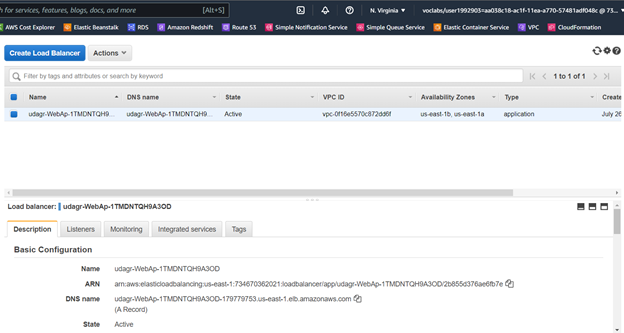 h for services, features, blogs, docs, and more [Alt+S] N. Virginia ▼ voclabs/user1992903=aa038c18-ac1f-11ea-a770-57481adf048c @ 73...
AWS Cost Explorer Elastic Beanstalk RDS Amazon Redshift Route 53 Simple Notification Service Simple Queue Service Elastic Container Service VPC CloudFormation
Create Load Balancer Actions
Filter by tags and attributes or search by keyword 1 to 1 of 1
Name DNS name State VPC ID Availability Zones Type Create
udagr-WebAp-1TMDNTQH9... udagr-WebAp-1TMDNTQH9... Active vpc-0f16e5570c872dd6f us-east-1b, us-east-1a application July 26
Load balancer: udagr-WebAp-1TMDNTQH9A3OD
Description Listeners Monitoring Integrated services Tags
Basic Configuration
Name udagr-WebAp-1TMDNTQH9A3OD
ARN arn:aws:elasticloadbalancing:us-east-1:734670362021:loadbalancer/app/udagr-WebAp-1TMDNTQH9A3OD/2b855d376ae6fb7e
DNS name udagr-WebAp-1TMDNTQH9A3OD-179779753.us-east-1.elb.amazonaws.com
(A Record)
State Active